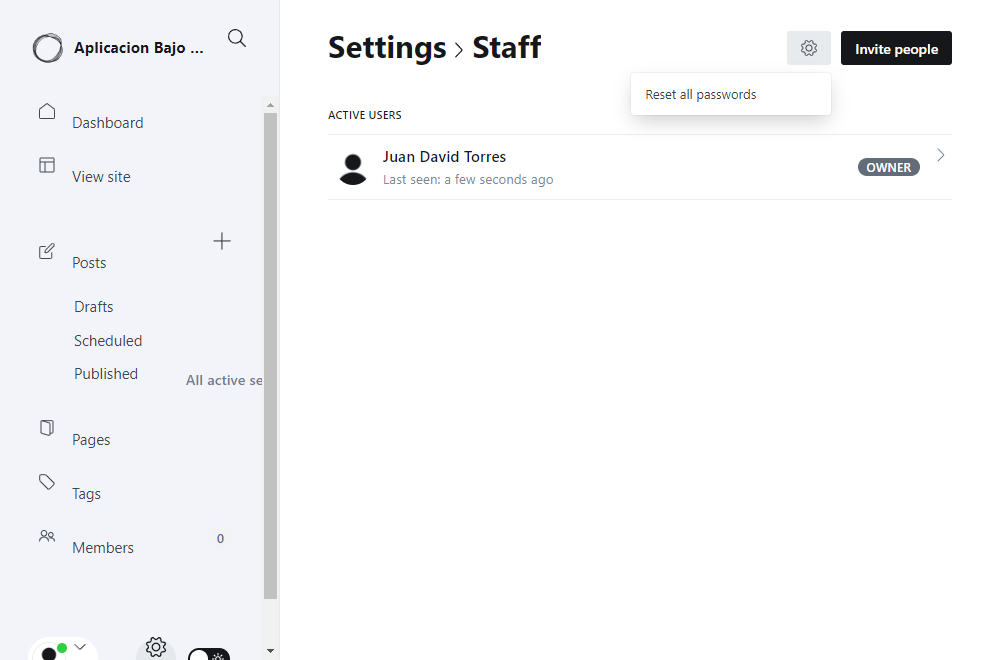 Aplicacion Bajo ...
Dashboard
View site
Posts
Drafts
Scheduled
Published
All active se
Pages
Tags
Members
0
Settings > Staff
Invite people
Reset all passwords
ACTIVE USERS
Juan David Torres
Last seen: a few seconds ago
OWNER